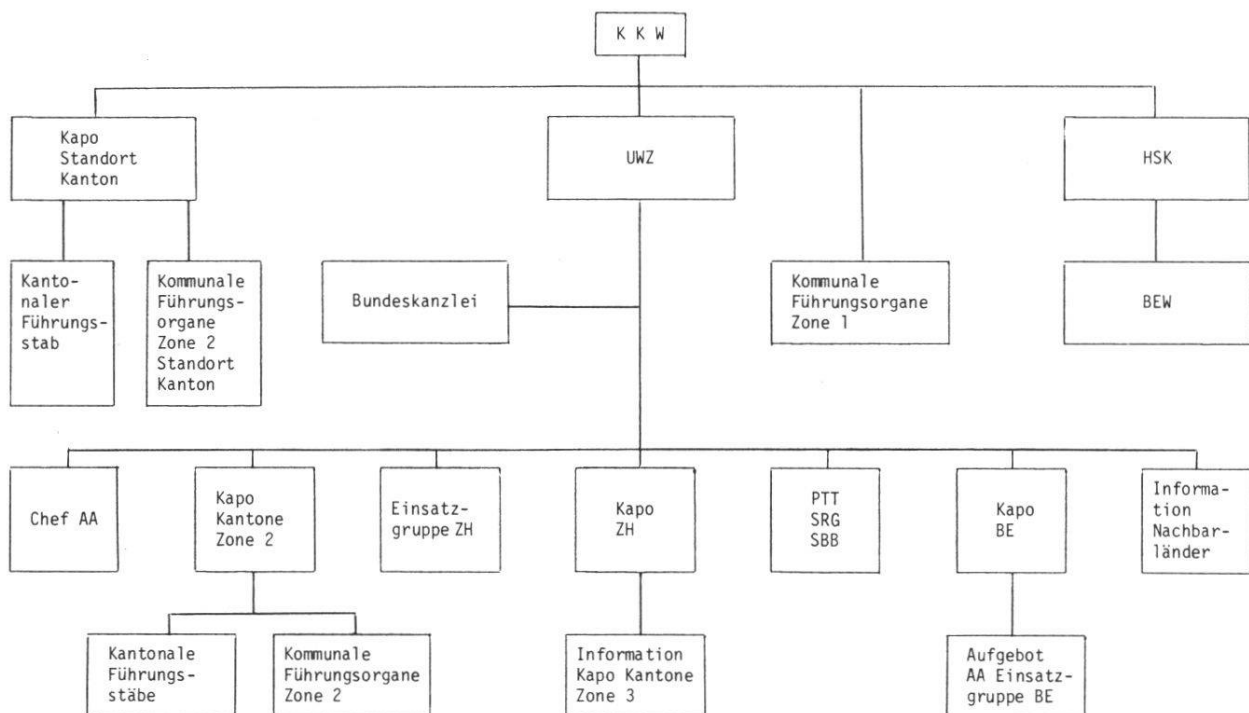 K K W
Kapo
Standort
Kanton
UWZ
HSK
Kanto-
naler
Führungs-
stab
Kommunale
Führungs-
organe
Zone 2
Standort
Kanton
Bundeskanzlei
Kommunale
Führungsorgane
Zone 1
BEW
Chef AA
Kapo
Kantone
Zone 2
Einsatz-
gruppe ZH
Kapo
ZH
PTT
SRG
SBB
Kapo
BE
Informa-
tion
Nachbar-
länder
Kantonale
Führungs-
stäbe
Kommunale
Führungsorgane
Zone 2
Information
Kapo Kantone
Zone 3
Aufgebot
AA Einsatz-
gruppe BE